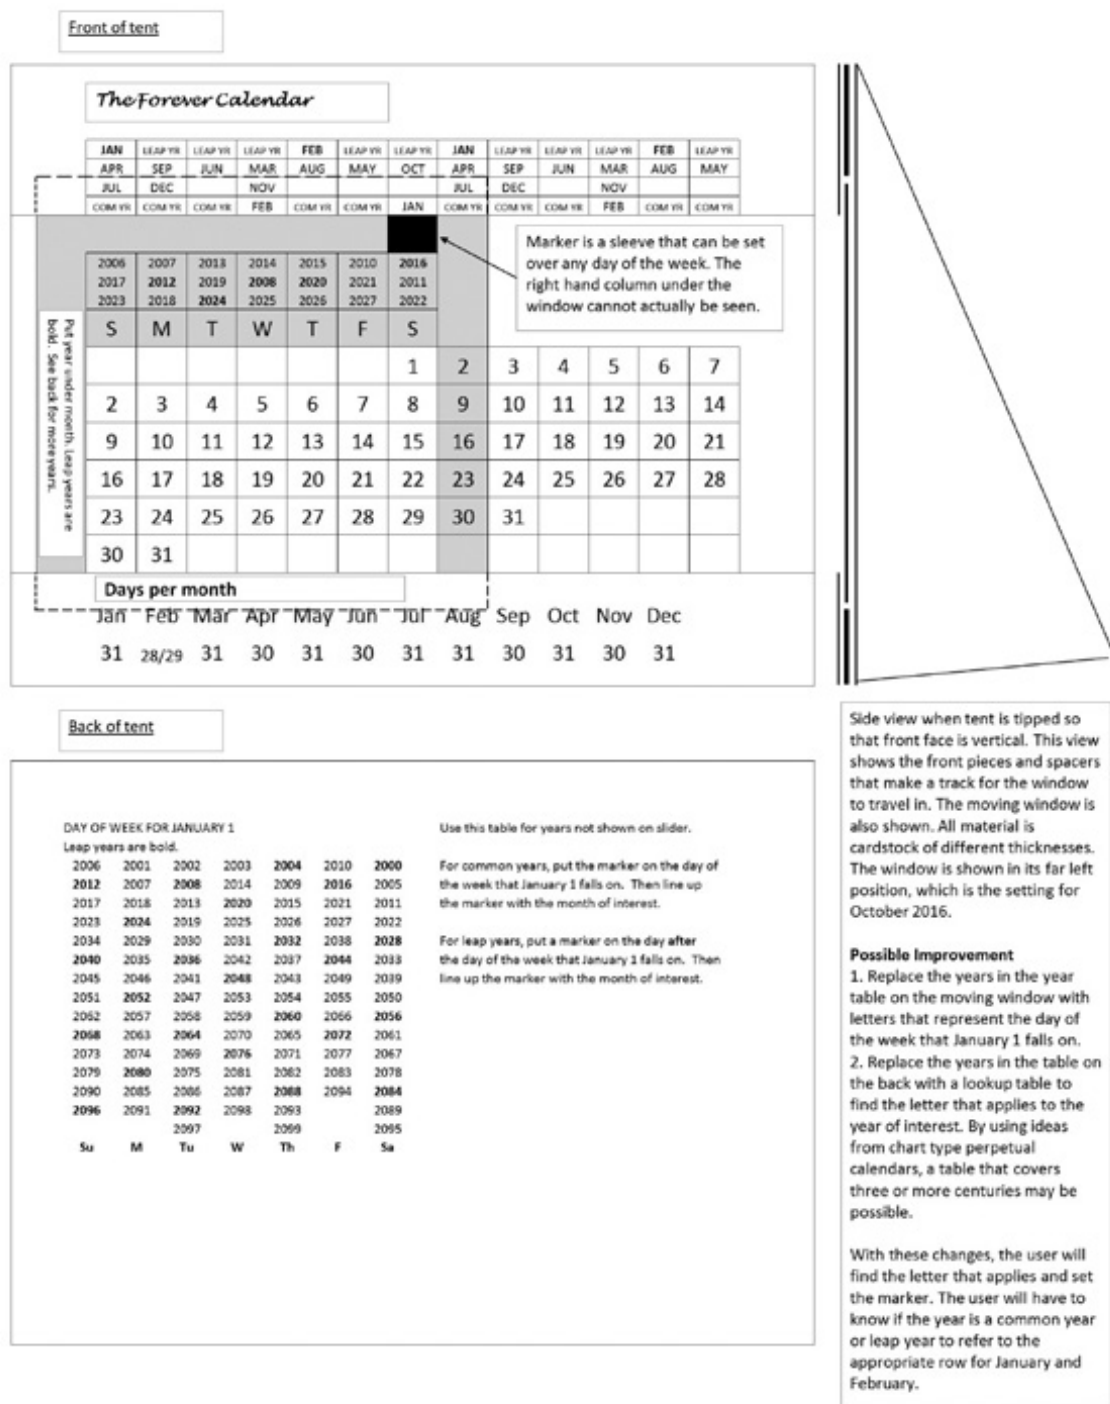 Front of tent
The Forever Calendar
JAN LEAP YR LEAP YR LEAP YR FEB LEAP YR LEAP YR JAN LEAP YR LEAP YR LEAP YR FEB LEAP YR
APR SEP JUN MAR AUG MAY OCT APR SEP JUN MAR AUG MAY
JUL DEC NOV JUL DEC NOV
COM YR COM YR COM YR FEB COM YR COM YR JAN COM YR COM YR COM YR FEB COM YR COM YR
Marker is a sleeve that can be set
over any day of the week. The
right hand column under the
window cannot actually be seen.
2006 2007 2013 2014 2015 2010 2016
2017 2012 2019 2008 2020 2021 2011
2023 2018 2024 2025 2026 2027 2022
Put year under month. Leap years are
bold. See back for more years.
S M T W T F S
1 2 3 4 5 6 7
2 3 4 5 6 7 8 9 10 11 12 13 14
9 10 11 12 13 14 15 16 17 18 19 20 21
16 17 18 19 20 21 22 23 24 25 26 27 28
23 24 25 26 27 28 29 30 31
30 31
Days per month
Jan Feb Mar Apr May Jun Jul Aug Sep Oct Nov Dec
31 28/29 31 30 31 30 31 31 30 31 30 31
Back of tent
DAY OF WEEK FOR JANUARY 1
Leap years are bold.
2006 2001 2002 2003 2004 2010 2000
2012 2007 2008 2014 2009 2016 2005
2017 2018 2013 2020 2015 2021 2011
2023 2024 2019 2025 2026 2027 2022
2034 2029 2030 2031 2032 2038 2028
2040 2035 2036 2042 2037 2044 2033
2045 2046 2041 2048 2043 2049 2039
2051 2052 2047 2053 2054 2055 2050
2062 2057 2058 2059 2060 2066 2056
2068 2063 2064 2070 2065 2072 2061
2073 2074 2069 2076 2071 2077 2067
2079 2080 2075 2081 2082 2083 2078
2090 2085 2086 2087 2088 2094 2084
2096 2091 2092 2098 2093 2089
2097 2099 2095
Su M Tu W Th F Sa
Use this table for years not shown on slider.
For common years, put the marker on the day of
the week that January 1 falls on. Then line up
the marker with the month of interest.
For leap years, put a marker on the day after
the day of the week that January 1 falls on. Then
line up the marker with the month of interest.
Side view when tent is tipped so
that front face is vertical. This view
shows the front pieces and spacers
that make a track for the window
to travel in. The moving window is
also shown. All material is
cardstock of different thicknesses.
The window is shown in its far left
position, which is the setting for
October 2016.
Possible Improvement
1. Replace the years in the year
table on the moving window with
letters that represent the day of
the week that January 1 falls on.
2. Replace the years in the table on
the back with a lookup table to
find the letter that applies to the
year of interest. By using ideas
from chart type perpetual
calendars, a table that covers
three or more centuries may be
possible.
With these changes, the user will
find the letter that applies and set
the marker. The user will have to
know if the year is a common year
or leap year to refer to the
appropriate row for January and
February.